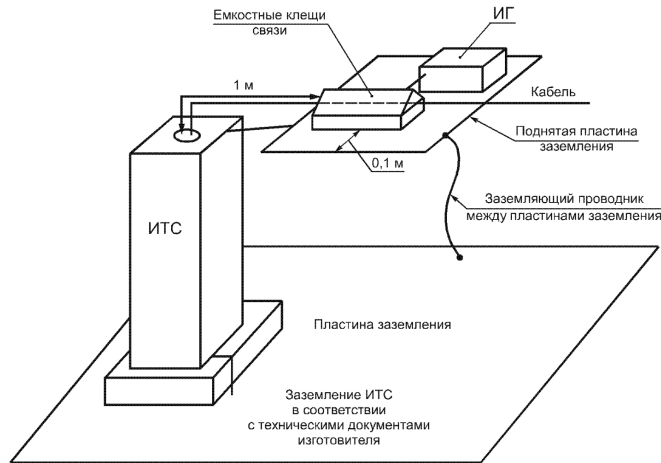 Емкостные клещи
связи
ИГ
1 м
Кабель
Поднятая пластина
заземления
0,1 м
Заземляющий проводник
между пластинами заземления
ИТС
Пластина заземления
Заземление ИТС
в соответствии
с техническими документами
изготовителя